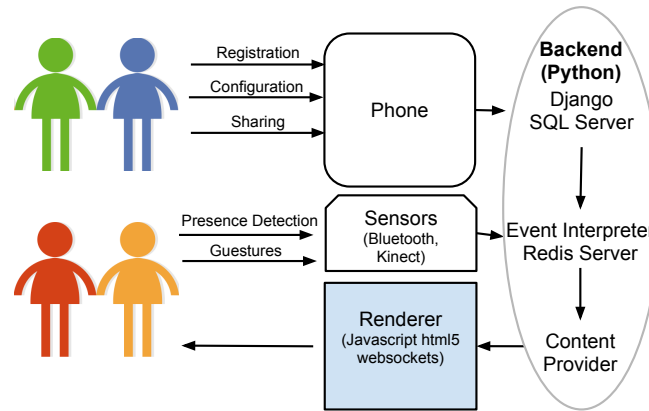 Registration
Configuration
Sharing
Phone
Backend
(Python)
Django
SQL Server
Presence Detection
Guestures
Sensors
(Bluetooth,
Kinect)
Event Interpreter
Redis Server
Renderer
(Javascript html5
websockets)
Content
Provider